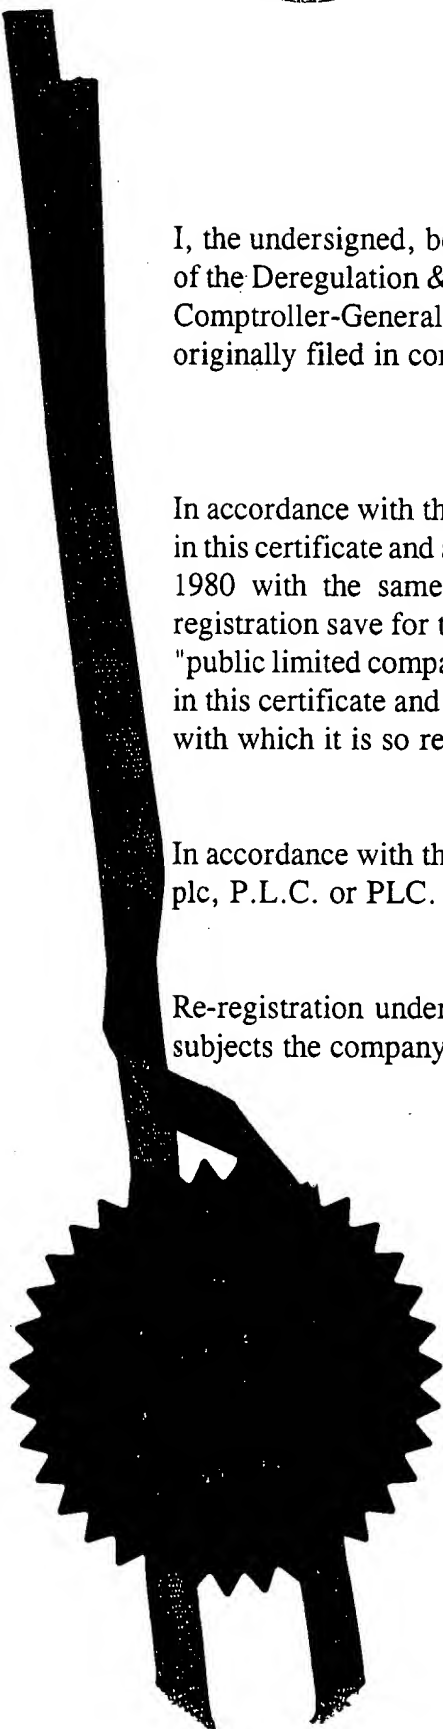 I, the undersigned, b
of the Deregulation &
Comptroller-General
originally filed in co
In accordance with th
in this certificate and
1980 with the same
registration save for t
"public limited compa
in this certificate and
with which it is so re
In accordance with th
plc, P.L.C. or PLC.
Re-registration under
subjects the company